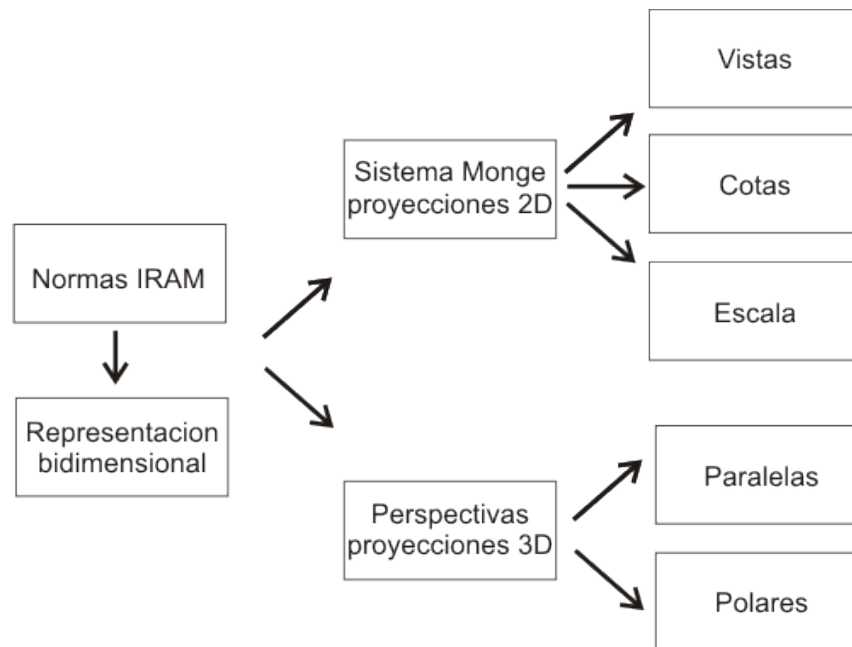 Normas IRAM
Representacion
bidimensional
Sistema Monge
proyecciones 2D
Vistas
Cotas
Escala
Perspectivas
proyecciones 3D
Paralelas
Polares